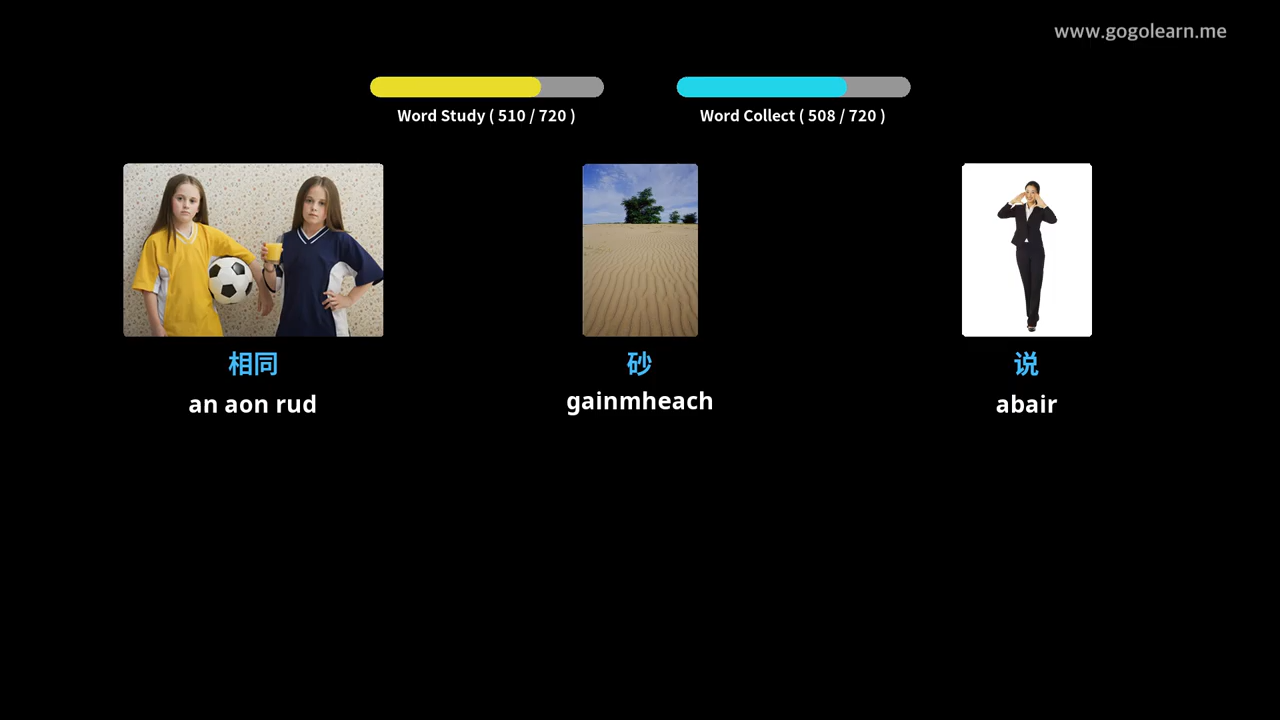 www.gogolearn.me
Word Study ( 510 / 720 )
Word Collect ( 508 / 720 )
相同
砂
说
an aon rud
gainmheach
abair